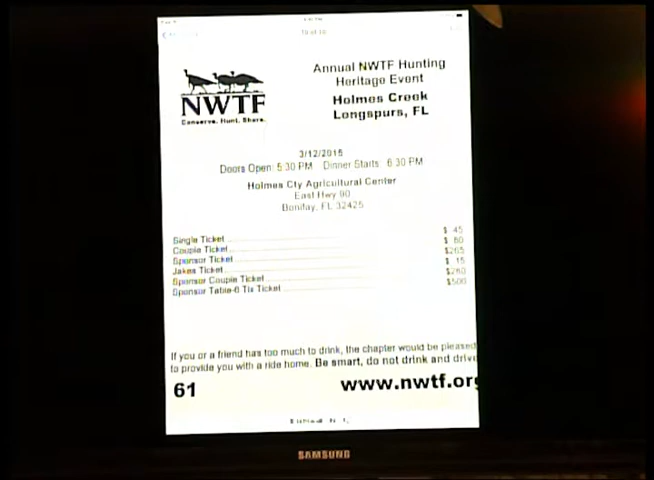 Annual NWTF Hunting
Heritage Event
Holmes Creek
Longspurs, FL
NWTF
Conserve. Hunt. Share.
3/12/2015
Doors Open: 5:30 PM Dinner Starts: 6:30 PM
Holmes Cty Agricultural Center
East Hwy 90
Bonifay, FL 32425
Single Ticket $ 45
Couple Ticket $ 60
Sponsor Ticket $265
Jakes Ticket $ 15
Sponsor Couple Ticket $280
Sponsor Table-8 Tix Ticket $500
If you or a friend has too much to drink, the chapter would be pleased
to provide you with a ride home. Be smart, do not drink and drive
61 www.nwtf.org
SAMSUNG